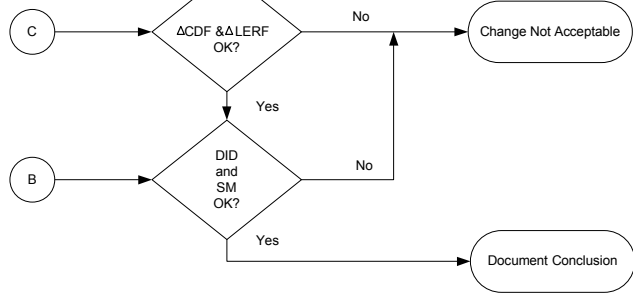 C
ΔCDF &ΔLERF
OK?
No
Change Not Acceptable
Yes
B
DID
and
SM
OK?
No
Yes
Document Conclusion